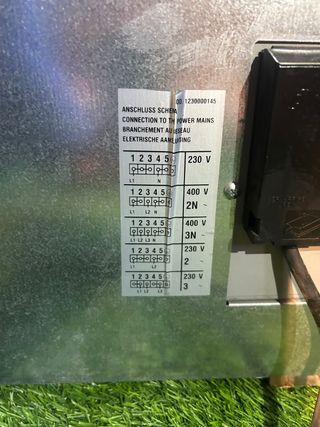 00 1230000145
ANSCHLUSS SCHEMA
CONNECTION TO THE POWER MAINS
BRANCHEMENT AU RESEAU
ELEKTRISCHE AANSLUITING
1 2 3 4 5 230 V
L1 N
1 2 3 4 5 400 V
2N ~
L1 L2 N
1 2 3 4 5 400 V
3N ~
L1 L2 L3 N
1 2 3 4 5 230 V
2 ~
L1 L2
1 2 3 4 5 230 V
3 ~
L1 L2 L3